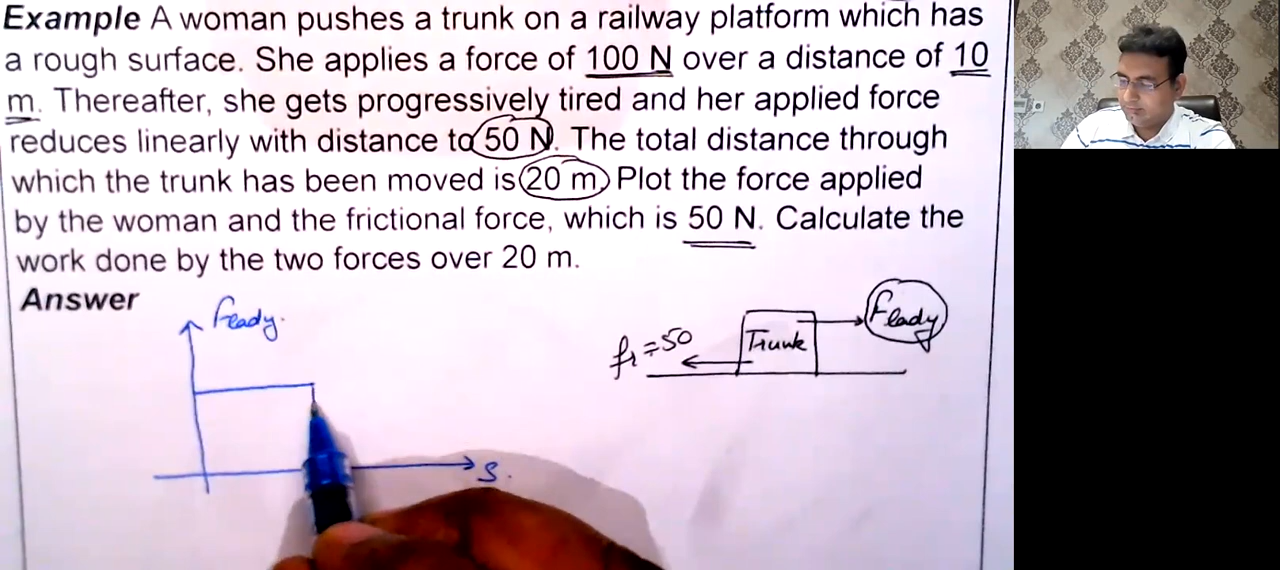 Example A woman pushes a trunk on a railway platform which has
a rough surface. She applies a force of 100 N over a distance of 10
m. Thereafter, she gets progressively tired and her applied force
reduces linearly with distance to 50 N. The total distance through
which the trunk has been moved is 20 m. Plot the force applied
by the woman and the frictional force, which is 50 N. Calculate the
work done by the two forces over 20 m.
Answer
Flady.
Flady
fr=50
Trunk
S.